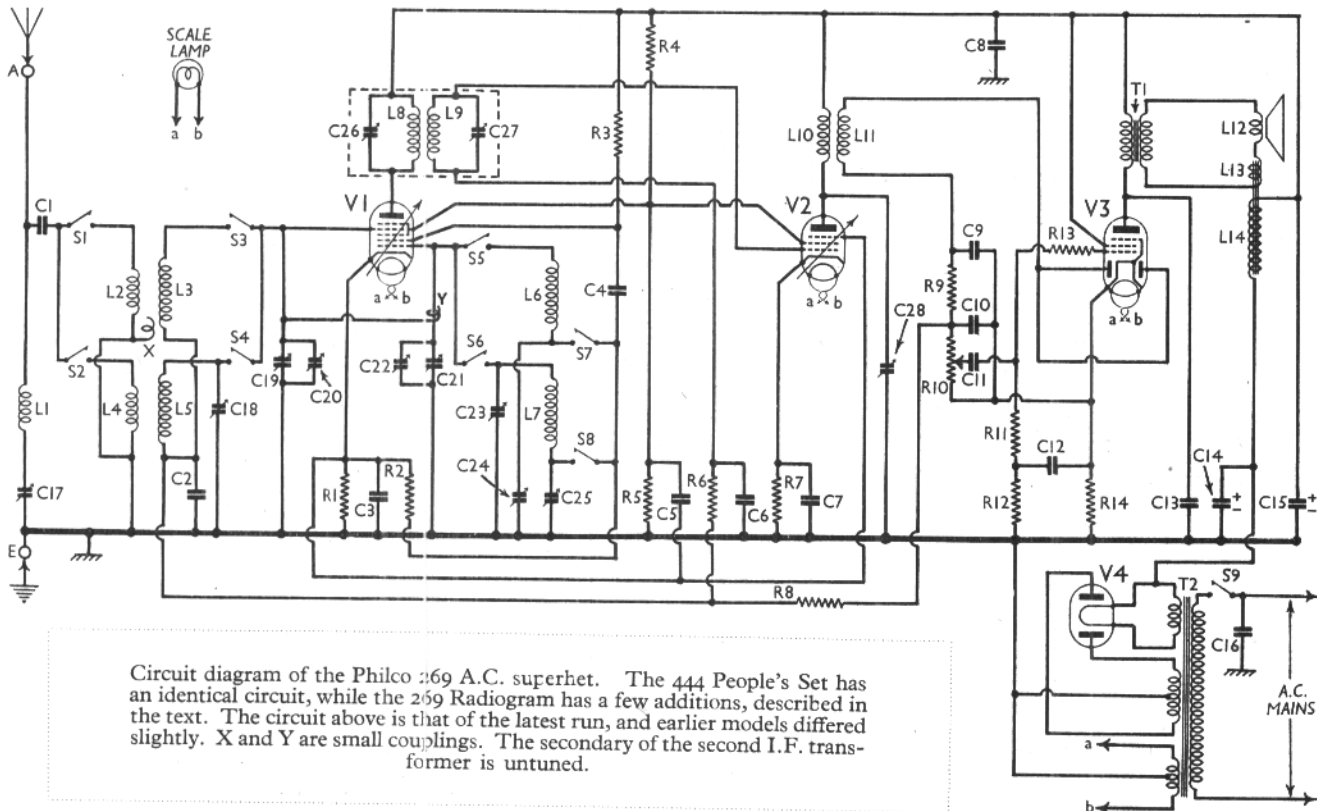 SCALE
LAMP
A
a b
C1
S1
S2
L1
C17
E
L2
L3
X
L4
L5
S3
S4
C18
C2
C19
C20
C26
L8
L9
C27
V1
a b
Y
R1
C3
R2
C22
C21
S5
S6
C23
C24
L6
L7
S7
S8
C25
R3
R4
C4
R5
C5
R6
C6
R7
C7
R8
V2
a b
L10
L11
C28
C8
C9
R9
C10
R10
C11
R11
C12
R12
R13
R14
V3
a b
T1
L12
L13
L14
C13
C14
+
-
C15
+
-
V4
T2
S9
C16
A.C.
MAINS
a
b
Circuit diagram of the Philco 269 A.C. superhet. The 444 People's Set has
an identical circuit, while the 269 Radiogram has a few additions, described in
the text. The circuit above is that of the latest run, and earlier models differed
slightly. X and Y are small couplings. The secondary of the second I.F. trans-
former is untuned.